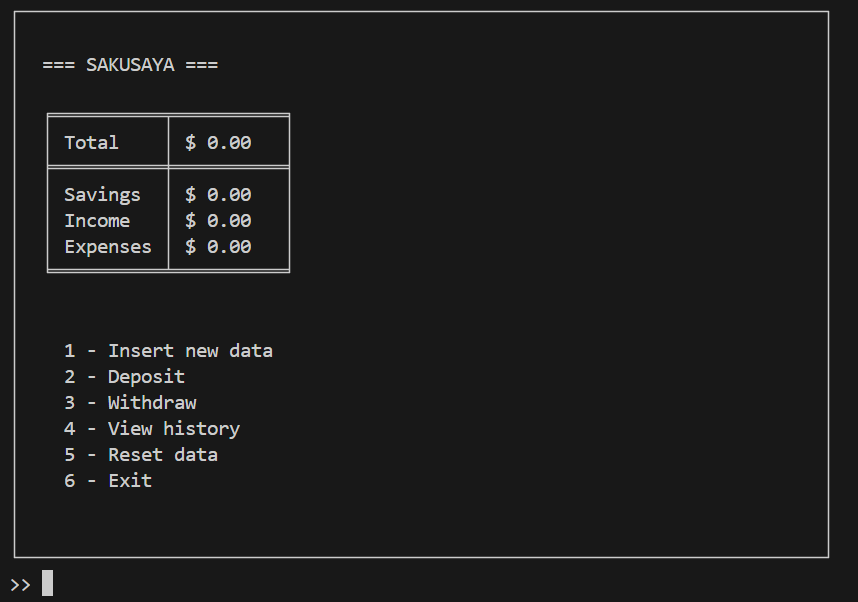 === SAKUSAYA ===
Total $ 0.00
Savings $ 0.00
Income $ 0.00
Expenses $ 0.00
1 - Insert new data
2 - Deposit
3 - Withdraw
4 - View history
5 - Reset data
6 - Exit
>>